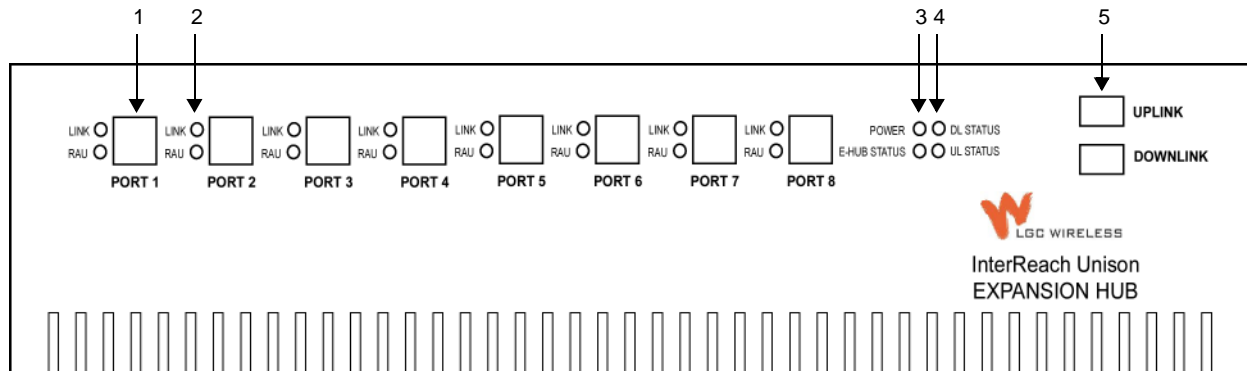 1 2 3 4 5
LINK LINK LINK LINK LINK LINK LINK LINK
RAU RAU RAU RAU RAU RAU RAU RAU
PORT 1 PORT 2 PORT 3 PORT 4 PORT 5 PORT 6 PORT 7 PORT 8
POWER DL STATUS
E-HUB STATUS UL STATUS
UPLINK
DOWNLINK
LGC WIRELESS
InterReach Unison
EXPANSION HUB